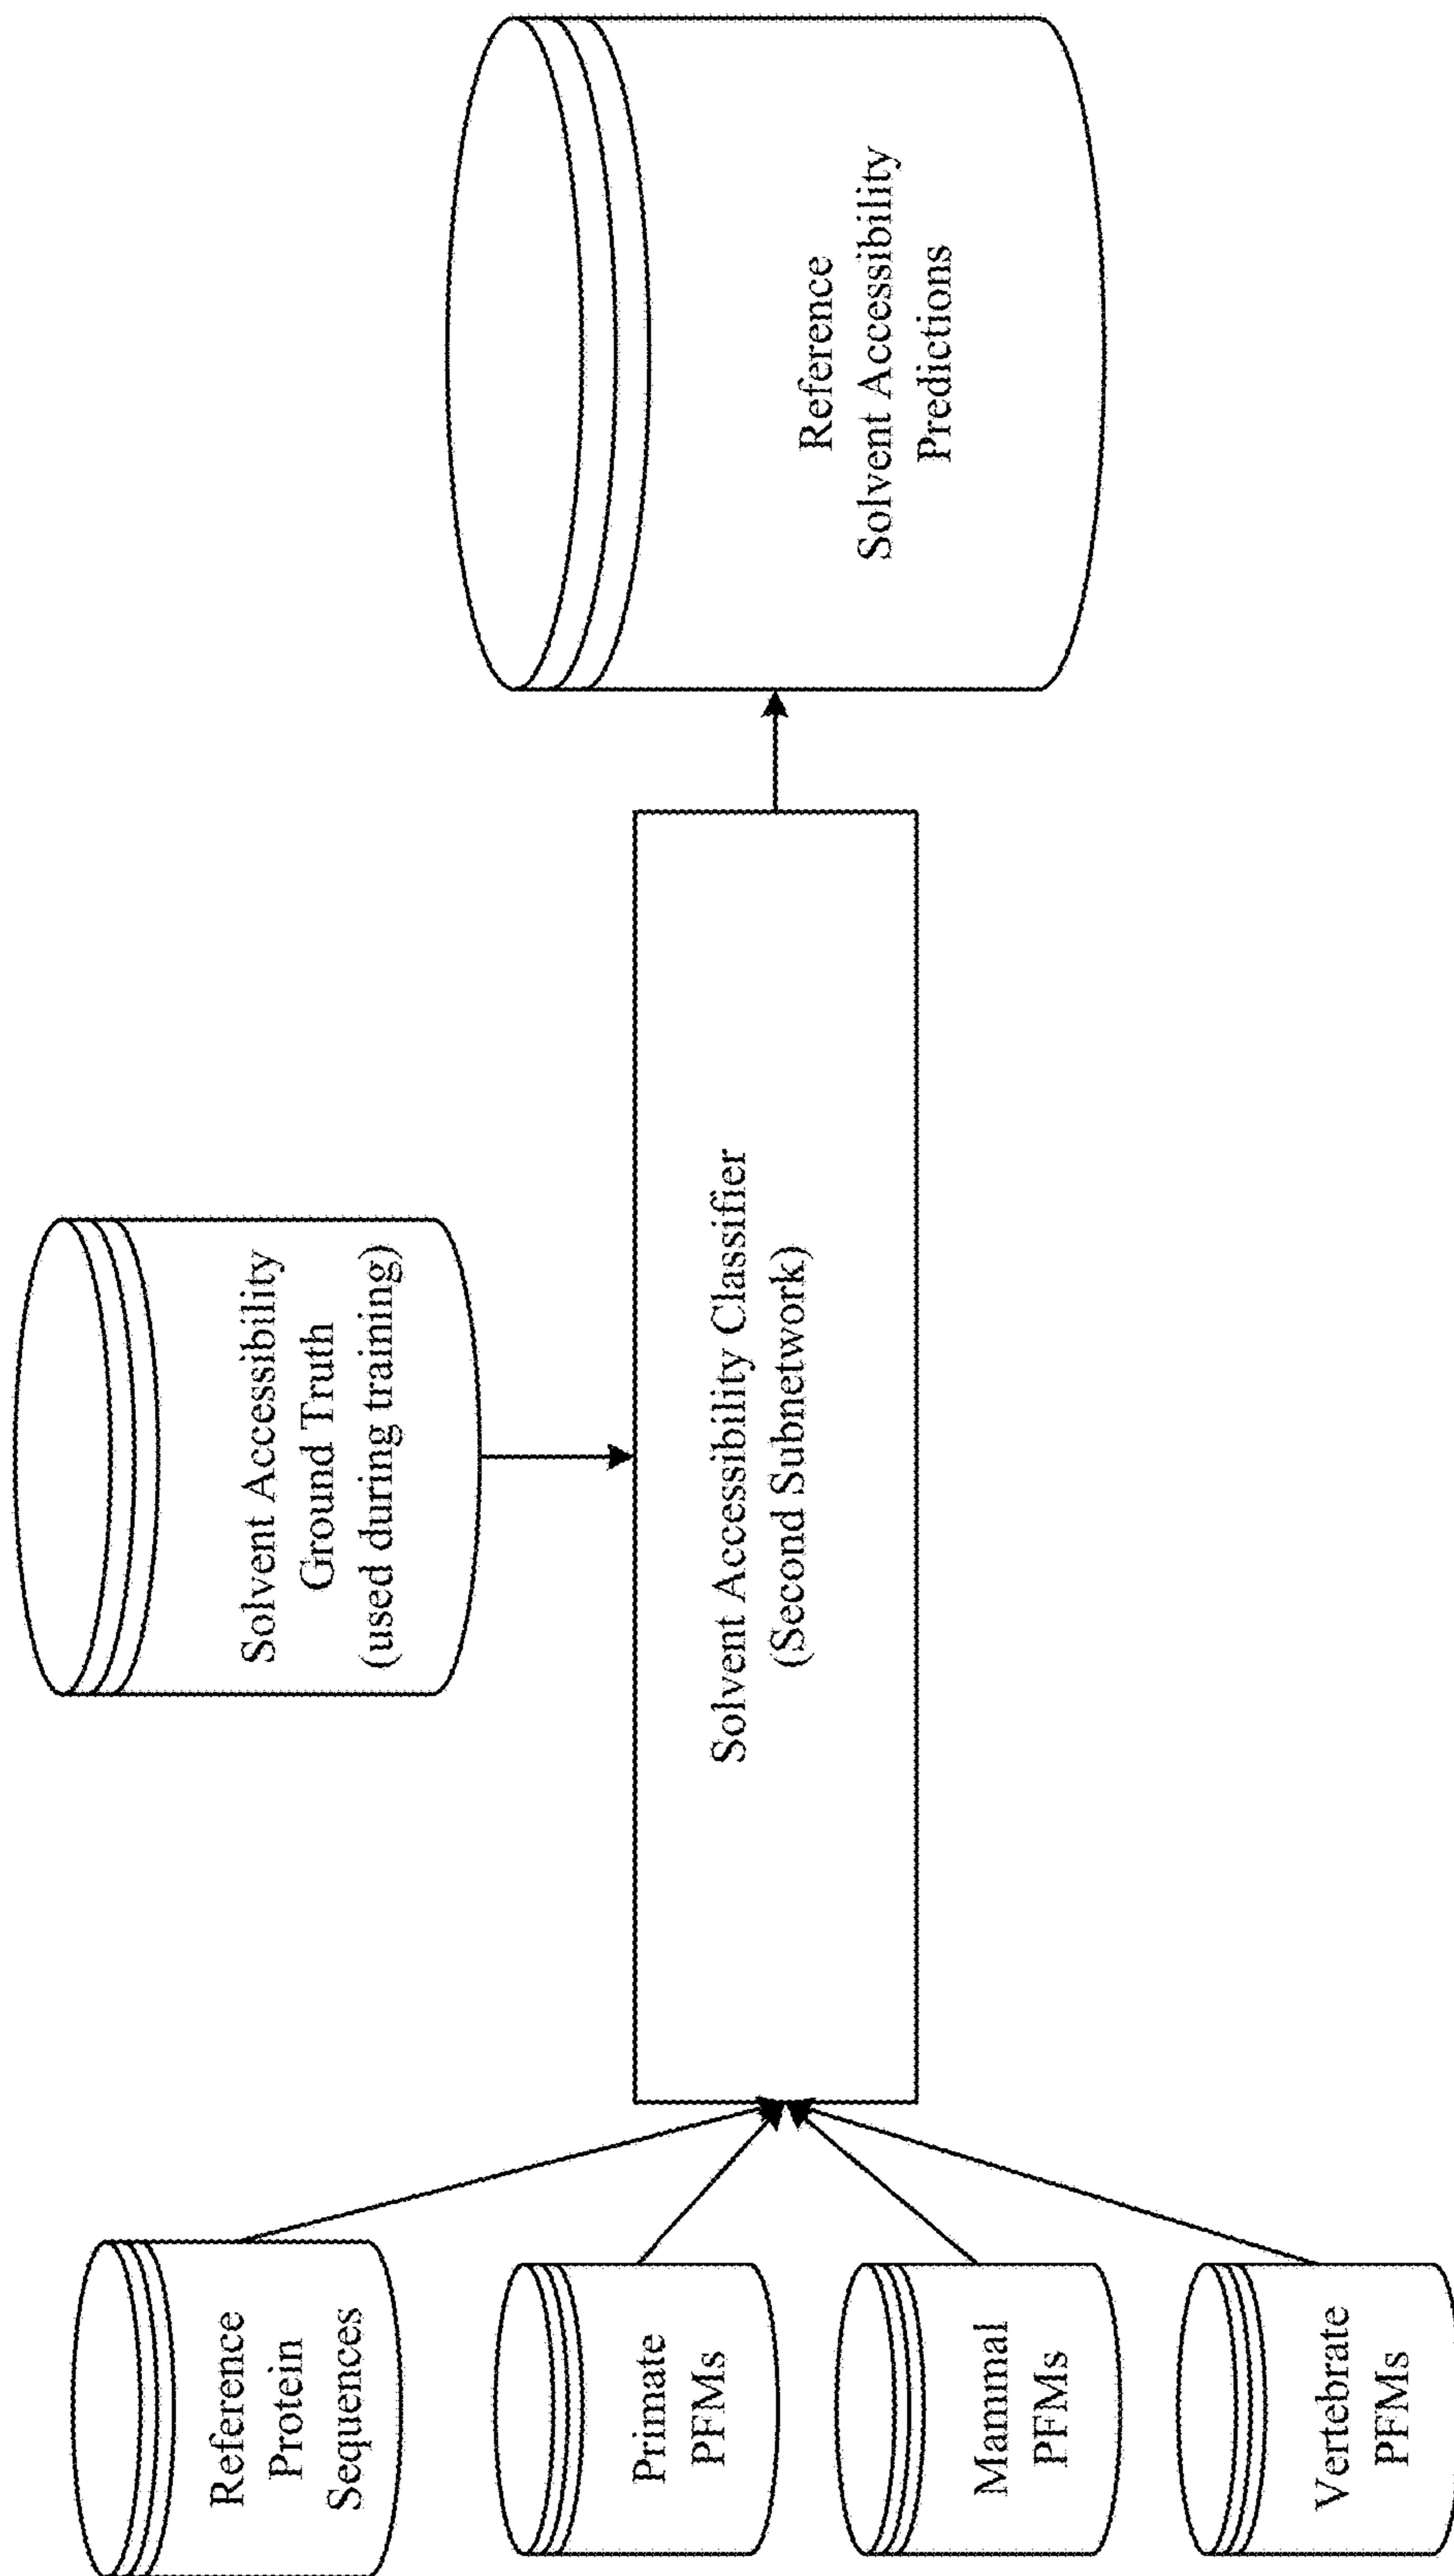 Reference
Protein
Sequences
Primate
PFMs
Mammal
PFMs
Vertebrate
PFMs
Solvent Accessibility
Ground Truth
(used during training)
Solvent Accessibility Classifier
(Second Subnetwork)
Reference
Solvent Accessibility
Predictions